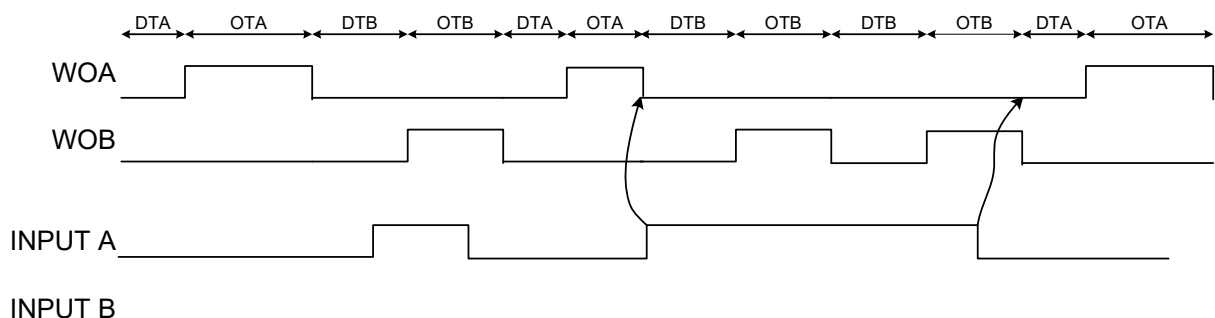 DTA OTA DTB OTB DTA OTA DTB OTB DTB OTB DTA OTA
WOA
WOB
INPUT A
INPUT B